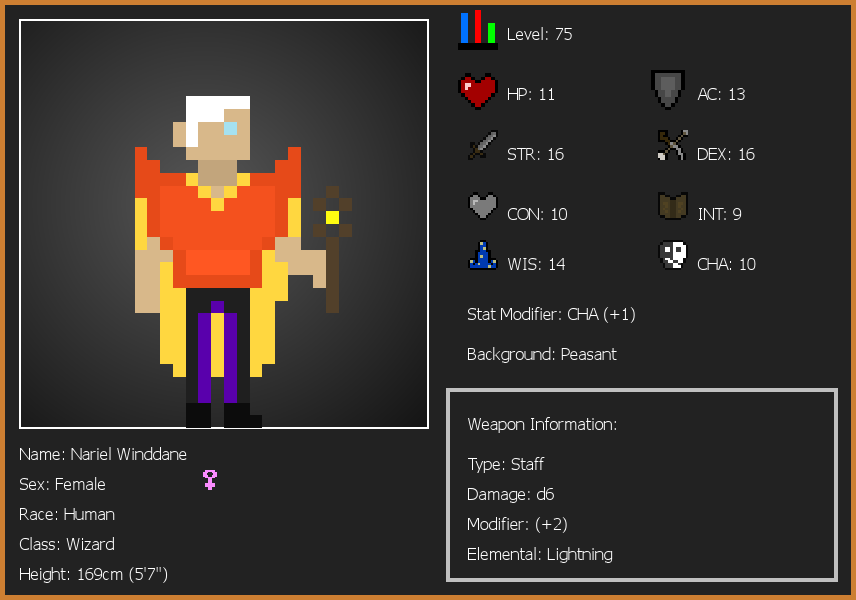 Level: 75
HP: 11
AC: 13
STR: 16
DEX: 16
CON: 10
INT: 9
WIS: 14
CHA: 10
Stat Modifier: CHA (+1)
Background: Peasant
Weapon Information:
Type: Staff
Damage: d6
Modifier: (+2)
Elemental: Lightning
Name: Nariel Winddane
Sex: Female
Race: Human
Class: Wizard
Height: 169cm (5'7")